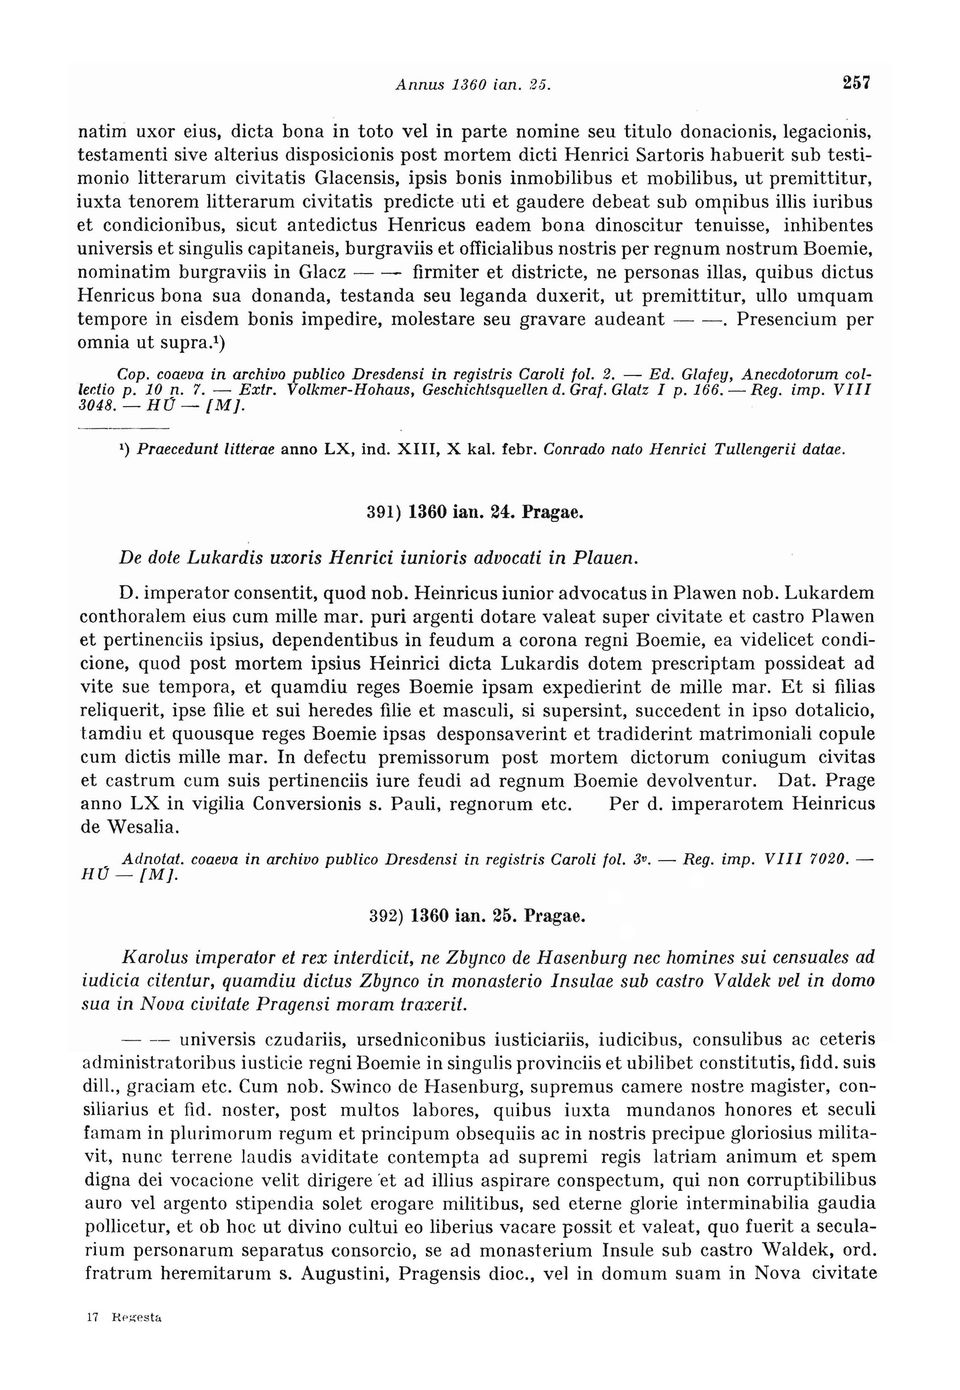 Annus 1360 ian. 25. 257
natim uxor eius, dicta bona in toto vel in parte nomine seu titulo donacionis, legacionis,
testamenti sive alterius disposicionis post mortem dicti Henrici Sartoris habuerit sub testi-
monio litterarum civitatis Glacensis, ipsis bonis inmobilibus et mobilibus, ut premittitur,
iuxta tenorem litterarum civitatis predicte uti et gaudere debeat sub omnibus illis iuribus
et condicionibus, sicut antedictus Henricus eadem bona dinoscitur tenuisse, inhibentes
universis et singulis capitaneis, burgraviis et officialibus nostris per regnum nostrum Boemie,
nominatim burgraviis in Glacz — — firmiter et districte, ne personas illas, quibus dictus
Henricus bona sua donanda, testanda seu leganda duxerit, ut premittitur, ullo umquam
tempore in eisdem bonis impedire, molestare seu gravare audeant — —. Presencium per
omnia ut supra.¹)
Cop. coaeva in archivo publico Dresdensi in registris Caroli fol. 2. — Ed. Glafey, Anecdotorum col-
lectio p. 10 n. 7. — Extr. Volkmer-Hohaus, Geschichtsquellen d. Graf. Glatz I p. 166. — Reg. imp. VIII
3048. — HŮ — [M].
¹) Praecedunt litterae anno LX, ind. XIII, X kal. febr. Conrado nato Henrici Tullengerii datae.
391) 1360 ian. 24. Pragae.
De dote Lukardis uxoris Henrici iunioris advocati in Plauen.
D. imperator consentit, quod nob. Heinricus iunior advocatus in Plawen nob. Lukardem
conthoralem eius cum mille mar. puri argenti dotare valeat super civitate et castro Plawen
et pertinenciis ipsius, dependentibus in feudum a corona regni Boemie, ea videlicet condi-
cione, quod post mortem ipsius Heinrici dicta Lukardis dotem prescriptam possideat ad
vite sue tempora, et quamdiu reges Boemie ipsam expedierint de mille mar. Et si filias
reliquerit, ipse filie et sui heredes filie et masculi, si supersint, succedent in ipso dotalicio,
tamdiu et quousque reges Boemie ipsas desponsaverint et tradiderint matrimoniali copule
cum dictis mille mar. In defectu premissorum post mortem dictorum coniugum civitas
et castrum cum suis pertinenciis iure feudi ad regnum Boemie devolventur. Dat. Prage
anno LX in vigilia Conversionis s. Pauli, regnorum etc. Per d. imperarotem Heinricus
de Wesalia.
Adnotat. coaeva in archivo publico Dresdensi in registris Caroli fol. 3v. — Reg. imp. VIII 7020. —
HŮ — [M].
392) 1360 ian. 25. Pragae.
Karolus imperator et rex interdicit, ne Zbynco de Hasenburg nec homines sui censuales ad
iudicia citentur, quamdiu dictus Zbynco in monasterio Insulae sub castro Valdek vel in domo
sua in Nova civitate Pragensi moram traxerit.
— — universis czudariis, ursedniconibus iusticiariis, iudicibus, consulibus ac ceteris
administratoribus iusticie regni Boemie in singulis provinciis et ubilibet constitutis, fidd. suis
dill., graciam etc. Cum nob. Swinco de Hasenburg, supremus camere nostre magister, con-
siliarius et fid. noster, post multos labores, quibus iuxta mundanos honores et seculi
famam in plurimorum regum et principum obsequiis ac in nostris precipue gloriosius milita-
vit, nunc terrene laudis aviditate contempta ad supremi regis latriam animum et spem
digna dei vocacione velit dirigere et ad illius aspirare conspectum, qui non corruptibilibus
auro vel argento stipendia solet erogare militibus, sed eterne glorie interminabilia gaudia
pollicetur, et ob hoc ut divino cultui eo liberius vacare possit et valeat, quo fuerit a secula-
rium personarum separatus consorcio, se ad monasterium Insule sub castro Waldek, ord.
fratrum heremitarum s. Augustini, Pragensis dioc., vel in domum suam in Nova civitate
17 Regesta